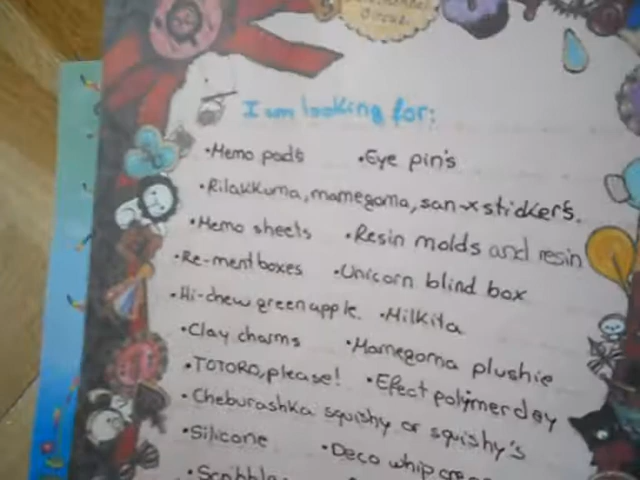 I am looking for:
•Memo pads •Eye pin's
•Rilakkuma, mamegoma, san-x sticker's.
•Memo sheets •Resin molds and resin
•Re-ment boxes •Unicorn blind box
•Hi-chew green apple. •Milkita
•Clay charms •Mamegoma plushie
•TOTORO, please! •Efect polymer clay
•Cheburashka squishy or squishy's
•Silicone •Deco whip